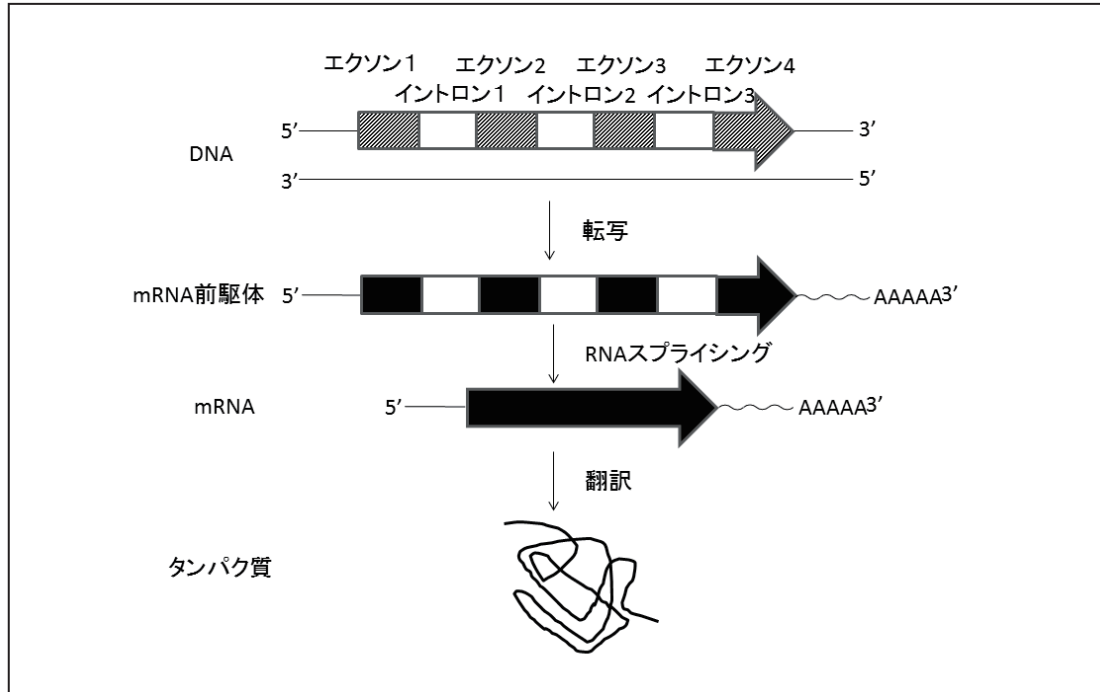 エクソン1 エクソン2 エクソン3 エクソン4
イントロン1 イントロン2 イントロン3
5’ 3’
DNA
3’ 5’
転写
mRNA前駆体 5’ AAAAA3’
RNAスプライシング
mRNA 5’ AAAAA3’
翻訳
タンパク質